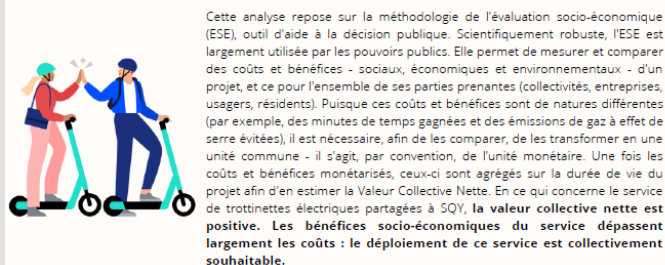 Cette analyse repose sur la méthodologie de l'évaluation socio-économique
(ESE), outil d'aide à la décision publique. Scientifiquement robuste, l'ESE est
largement utilisée par les pouvoirs publics. Elle permet de mesurer et comparer
des coûts et bénéfices - sociaux, économiques et environnementaux - d'un
projet, et ce pour l'ensemble de ses parties prenantes (collectivités, entreprises,
usagers, résidents). Puisque ces coûts et bénéfices sont de natures différentes
(par exemple, des minutes de temps gagnées et des émissions de gaz à effet de
serre évitées), il est nécessaire, afin de les comparer, de les transformer en une
unité commune - il s'agit, par convention, de l'unité monétaire. Une fois les
coûts et bénéfices monétarisés, ceux-ci sont agrégés sur la durée de vie du
projet afin d'en estimer la Valeur Collective Nette. En ce qui concerne le service
de trottinettes électriques partagées à SQY, la valeur collective nette est
positive. Les bénéfices socio-économiques du service dépassent
largement les coûts : le déploiement de ce service est collectivement
souhaitable.